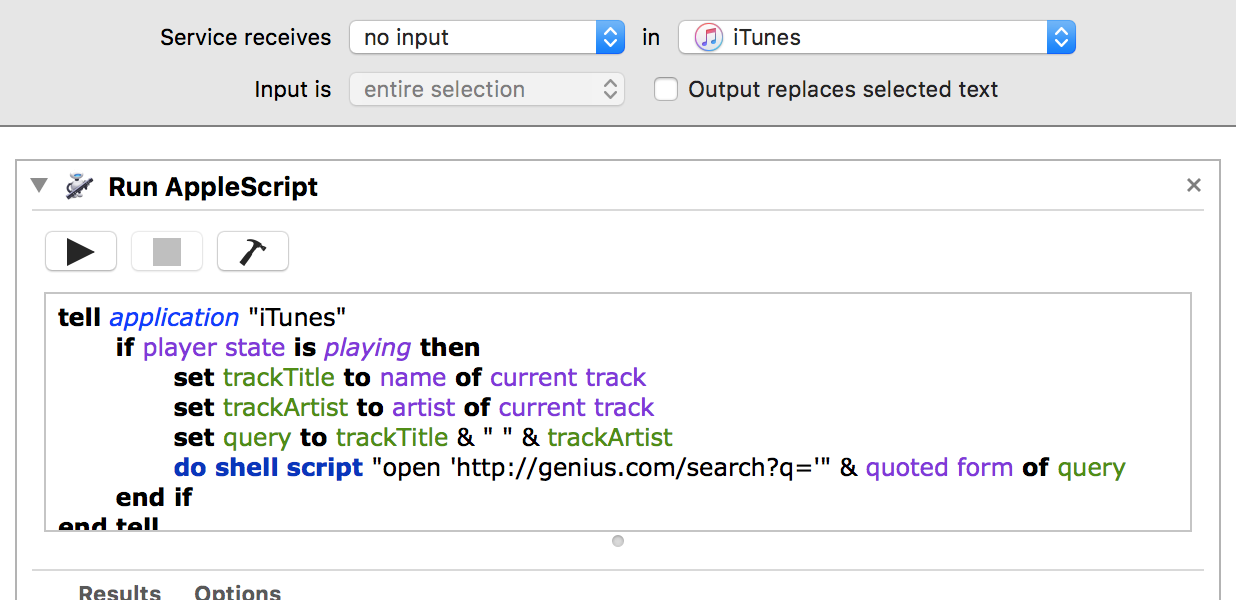 Service receives no input in iTunes
Input is entire selection Output replaces selected text
Run AppleScript
tell application "iTunes"
if player state is playing then
set trackTitle to name of current track
set trackArtist to artist of current track
set query to trackTitle & " " & trackArtist
do shell script "open 'http://genius.com/search?q='" & quoted form of query
end if
end tell
Results Options